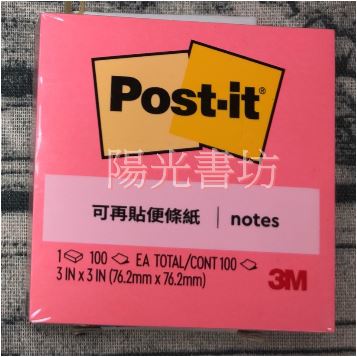 Post-it®
陽光書坊
可再貼便條紙 | notes
1 100 EA TOTAL/CONT 100
3 IN x 3 IN (76.2mm x 76.2mm)
3M